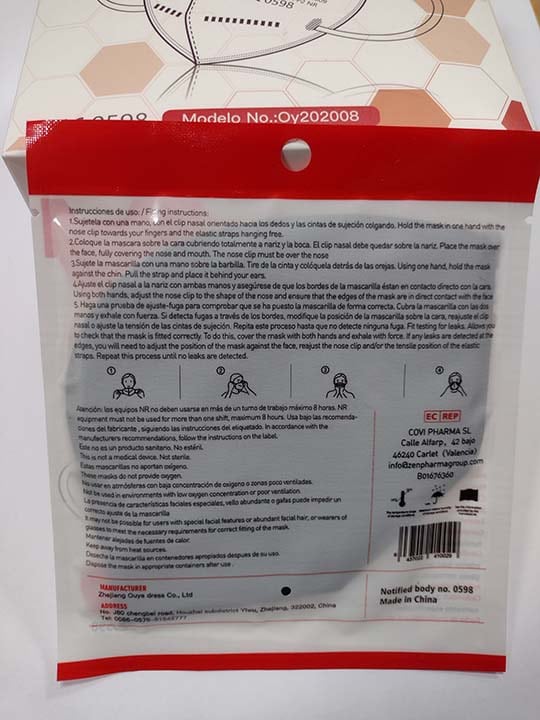 0598
NR
0598
Modelo No.:Oy202008
Instrucciones de uso: / Fitting instructions:
1.Sujetela con una mano, con el clip nasal orientado hacia los dedos y las cintas de sujeción colgando. Hold the mask in one hand with the
nose clip towards your fingers and the elastic straps hanging free.
2.Coloque la mascara sobre la cara cubriendo totalmente a nariz y la boca. El clip nasal debe quedar sobre la nariz. Place the mask over
the face, fully covering the nose and mouth. The nose clip must be over the nose
3.Sujete la mascarilla con una mano sobre la barbilla. Tire de la cinta y colóquela detrás de las orejas. Using one hand, hold the mask
against the chin. Pull the strap and place it behind your ears.
4.Ajuste el clip nasal a la nariz con ambas manos y asegúrese de que los bordes de la mascarilla éstan en contacto directo con la cara.
Using both hands, adjust the nose clip to the shape of the nose and ensure that the edges of the mask are in direct contact with the face
5. Haga una prueba de ajuste-fuga para comprobar que se ha puesto la mascarilla de forma correcta. Cubra la mascarilla con las dos
manos y exhale con fuerza. Si detecta fugas a través de los bordes, modifique la posición de la mascarilla sobre la cara, reajuste el clip
nasal o ajuste la tensión de las cintas de sujeción. Repita este proceso hasta que no detecte ninguna fuga. Fit testing for leaks. Allows you
to check that the mask is fitted correctly. To do this, cover the mask with both hands and exhale with force. If any leaks are detected at the
edges, you will need to adjust the position of the mask against the face, reajust the nose clip and/or the tensile position of the elastic
straps. Repeat this process until no leaks are detected.
1 2 3 4
Atención: los equipos NR no deben usarse en más de un turno de trabajo máximo 8 horas. NR
equipment must not be used for more than one shift, maximum 8 hours. Usa bajo las recomenda-
ciones del fabricante , siguiendo las instrucciones del etiquetado. In accordance with the
manufacturers recommendations, follow the instructions on the label.
Este no es un producto sanitario. No estéril.
This is not a medical device. Not sterile.
Estas mascarillas no aportan oxigeno.
These masks do not provide oxygen.
No usar en atmósferas con baja concentración de oxigeno o zonas poco ventiladas.
Not be used in environments with low oxygen concentration or poor ventilation.
La presencia de características faciales especiales, vello abundante o gafas puede impedir un
correcto ajuste de la mascarilla
It may not be possible for users with special facial features or abundant facial hair, or wearers of
glasses to meet the necessary requirements for correct fitting of the mask.
Mantener alejadas de fuentes de calor.
Keep away from heat sources.
Deseche la mascarilla en contenedores apropiados despues de su uso.
Dispose the mask in appropriate containers after use .
EC REP
COVI PHARMA SL
Calle Alfarp, 42 bajo
46240 Carlet (Valencia)
info@zenpharmagroup.com
B01676360
MANUFACTURER
Zhejiang Ouya dress Co., Ltd
ADDRESS
No. J80 chengbei road, Houzhai subdistrict Yiwu, Zhejiang, 322002, China
Notified body no. 0598
Made in China